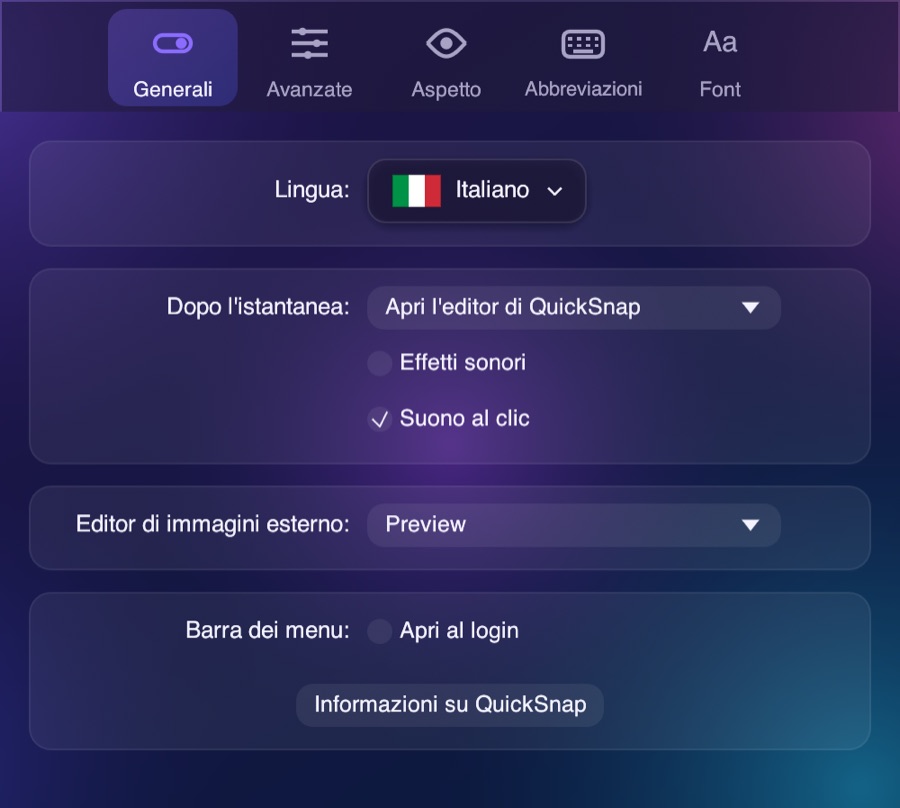 Generali
Avanzate
Aspetto
Abbreviazioni
Aa
Font
Lingua:
Italiano
Dopo l'istantanea:
Apri l'editor di QuickSnap
Effetti sonori
Suono al clic
Editor di immagini esterno:
Preview
Barra dei menu:
Apri al login
Informazioni su QuickSnap